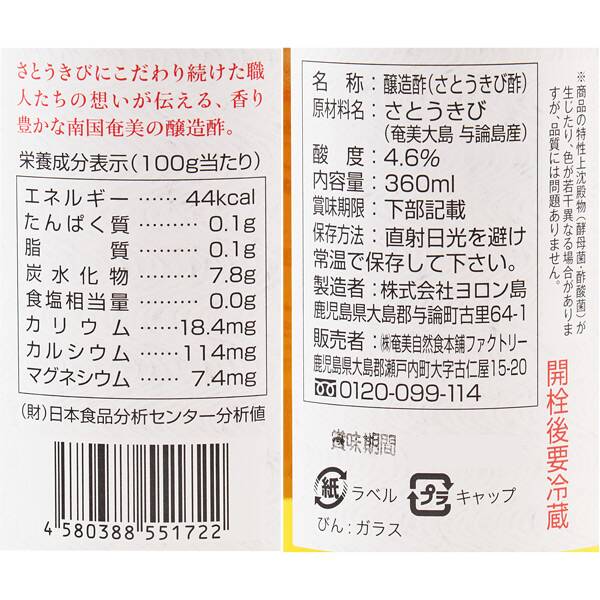 さとうきびにこだわり続けた職
人たちの想いが伝える、香り
豊かな南国奄美の醸造酢。
栄養成分表示(100g当たり)
エネルギー……44kcal
たんぱく質……0.1g
脂　　　質……0.1g
炭水化物……7.8g
食塩相当量……0.0g
カリウム……18.4mg
カルシウム……114mg
マグネシウム……7.4mg
(財)日本食品分析センター分析値
4 580388 551722
名　称:醸造酢(さとうきび酢)
原材料名:さとうきび
(奄美大島 与論島産)
酸　度:4.6%
内容量:360ml
賞味期限:下部記載
保存方法:直射日光を避け
常温で保存して下さい。
製造者:株式会社ヨロン島
鹿児島県大島郡与論町古里64-1
販売者:㈱奄美自然食本舗ファクトリー
鹿児島県大島郡瀬戸内町大字古仁屋15-20
0120-099-114
賞味期間
紙 ラベル プラ キャップ
びん:ガラス
※商品の特性上沈殿物(酵母菌・酢酸菌)が
生じたり、色が若干異なる場合がありま
すが、品質には問題ありません。
開栓後要冷蔵